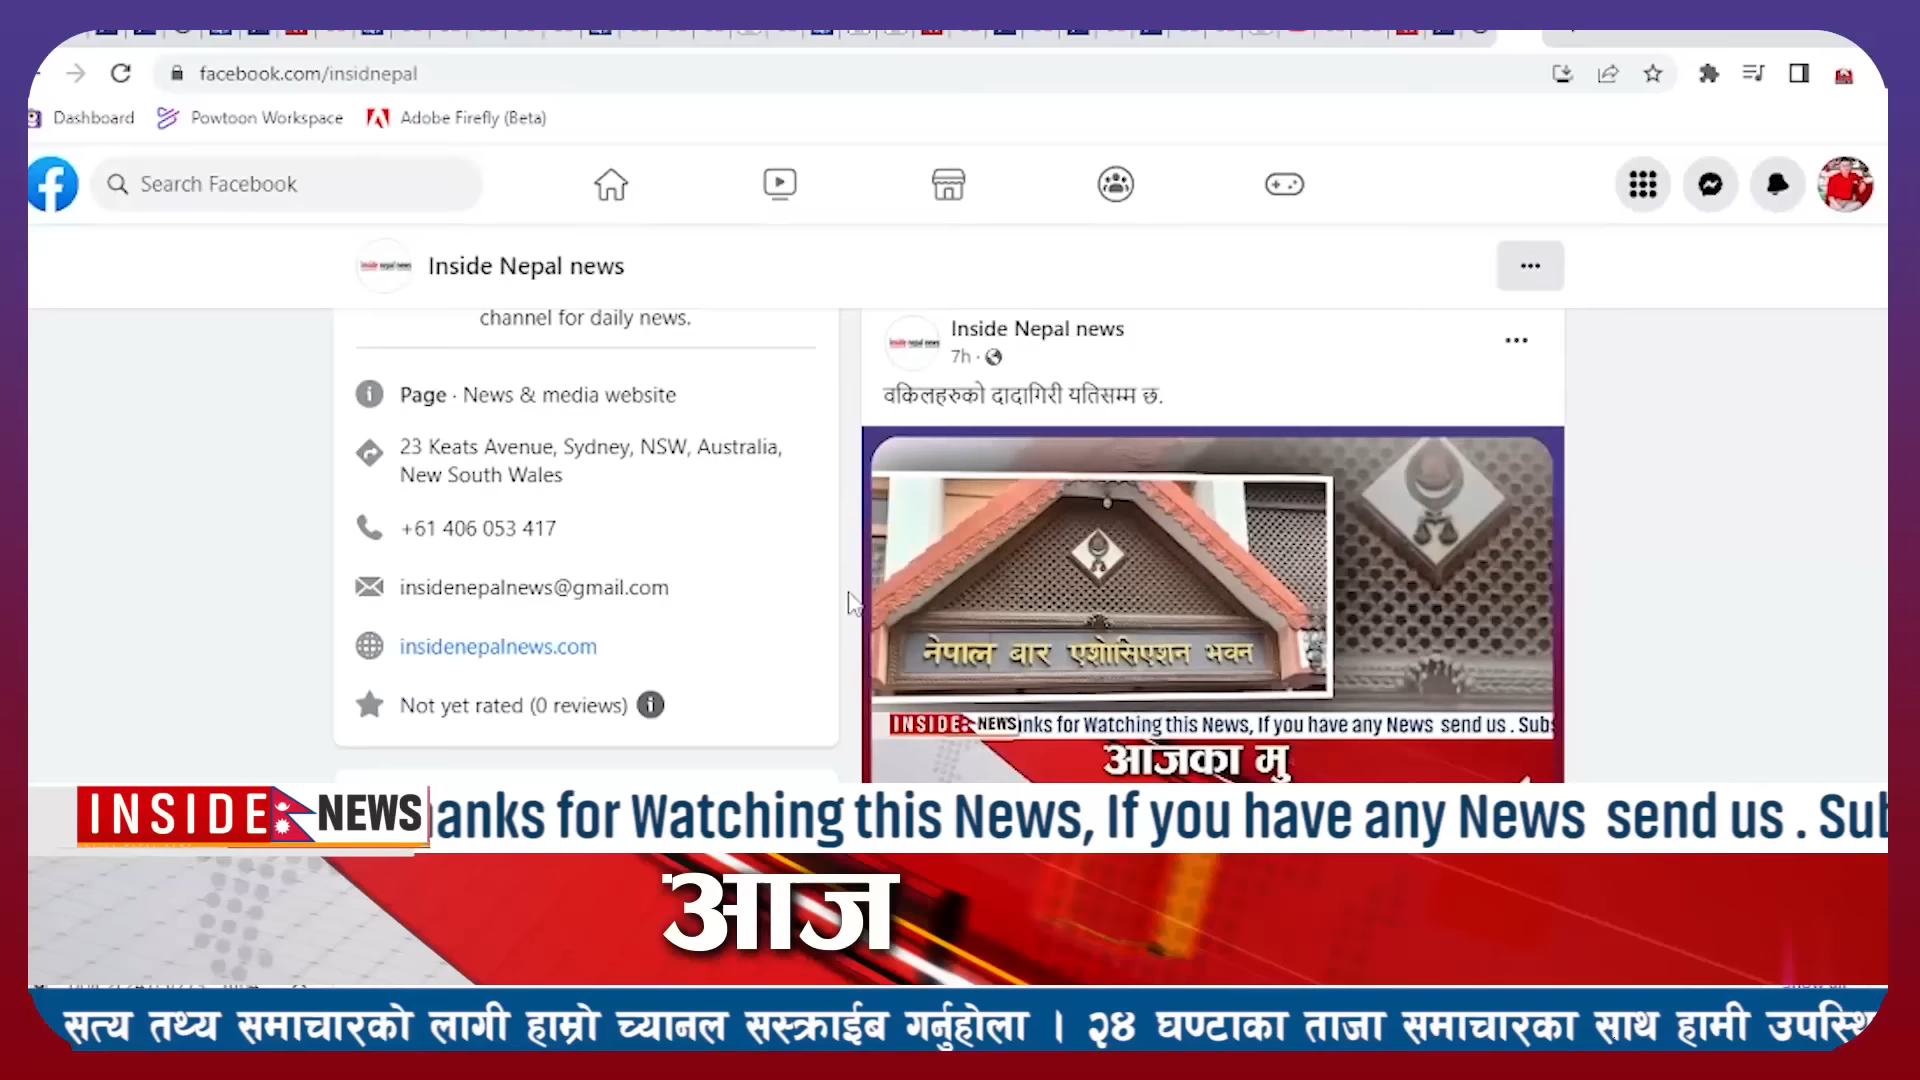 facebook.com/insidnepal
Dashboard
Powtoon Workspace
Adobe Firefly (Beta)
Search Facebook
Inside Nepal news
channel for daily news.
Page · News & media website
23 Keats Avenue, Sydney, NSW, Australia,
New South Wales
+61 406 053 417
insidenepalnews@gmail.com
insidenepalnews.com
Not yet rated (0 reviews)
Inside Nepal news
7h
वकिलहरुको दादागिरी यतिसम्म छ.
नेपाल बार एशोसिएशन भवन
INSIDE NEWS
for Watching this News, If you have any News send us .
आजका
INSIDE NEWS
for Watching this News, If you have any News send us .
आज
सत्य तथ्य समाचारको लागी हाम्रो च्यानल सस्क्राईब गर्नुहोला । २४ घण्टाका ताजा समाचारका साथ हामी